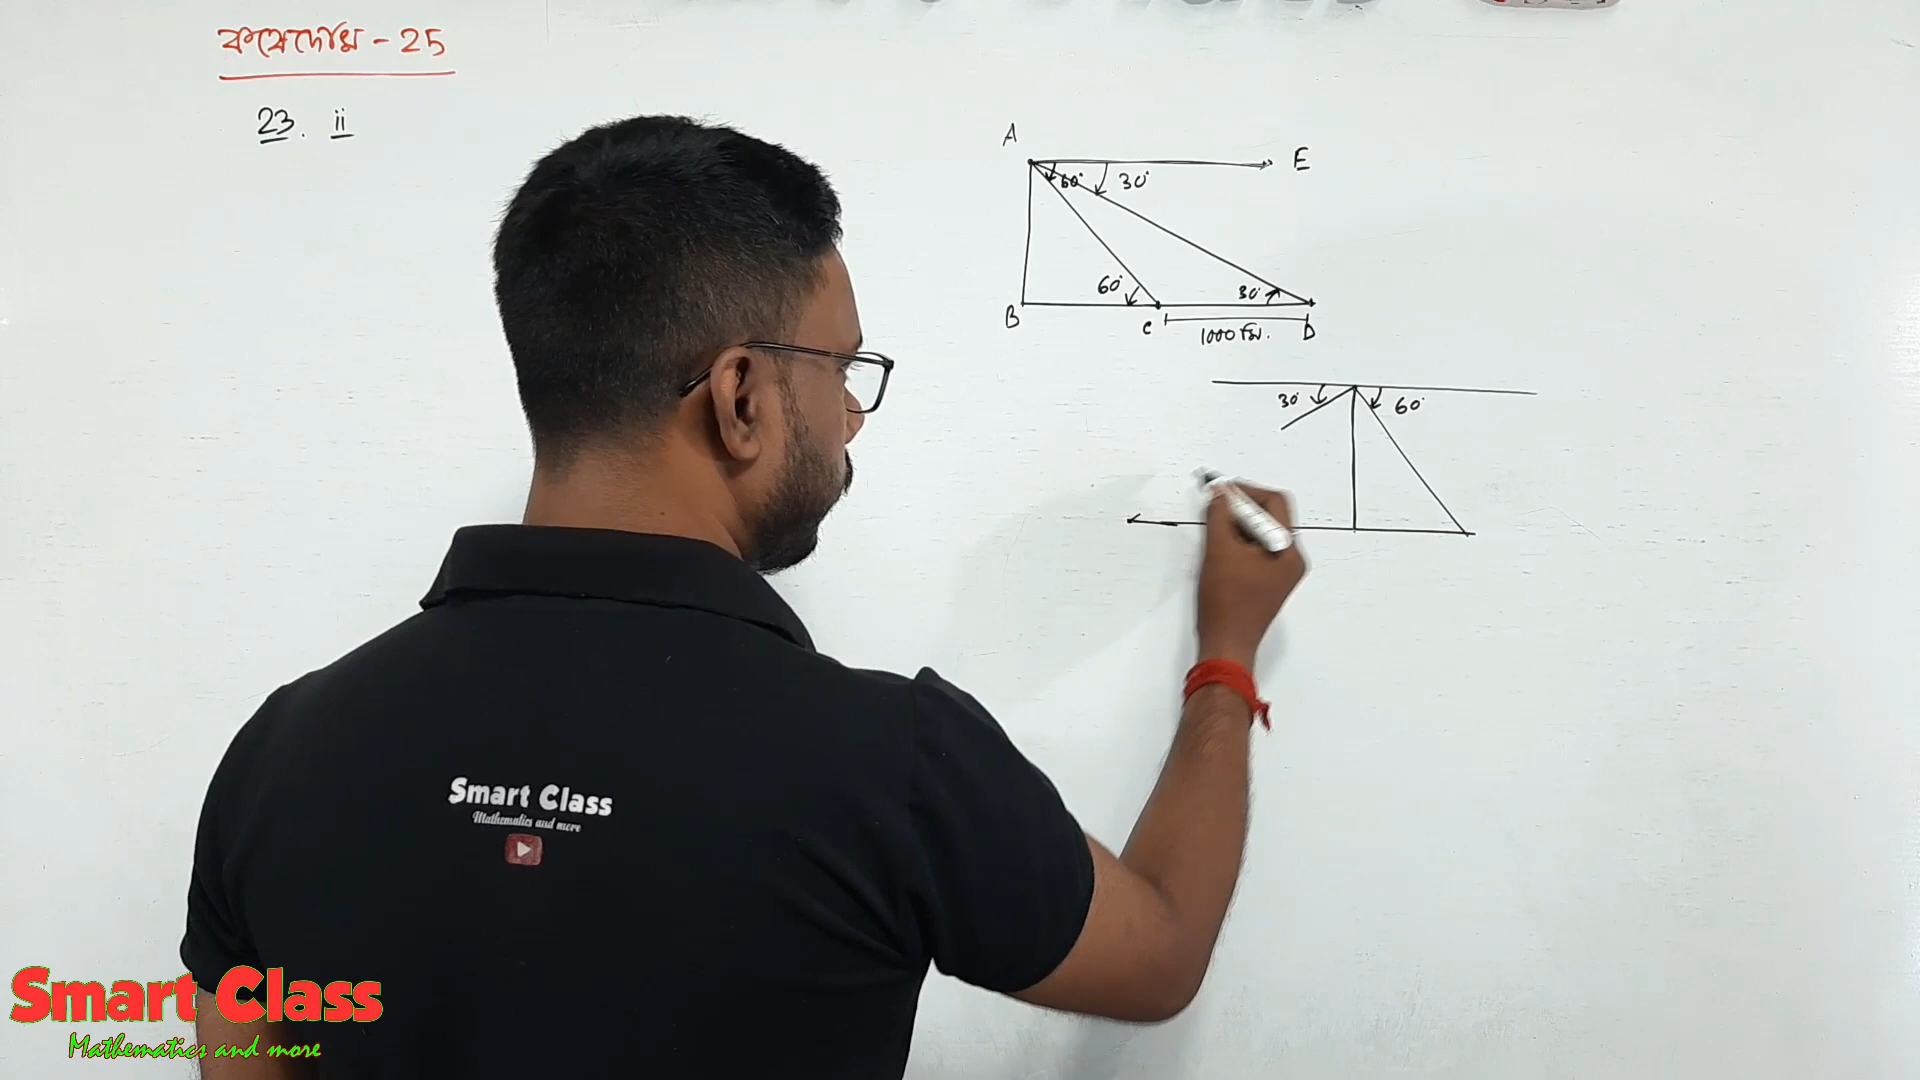 কষে দেখি - 25
23. ii
A
E
60°
30°
60°
30°
B
C
D
1000 মি.
30°
60°
Smart Class
Mathematics and more
Smart Class
Mathematics and more